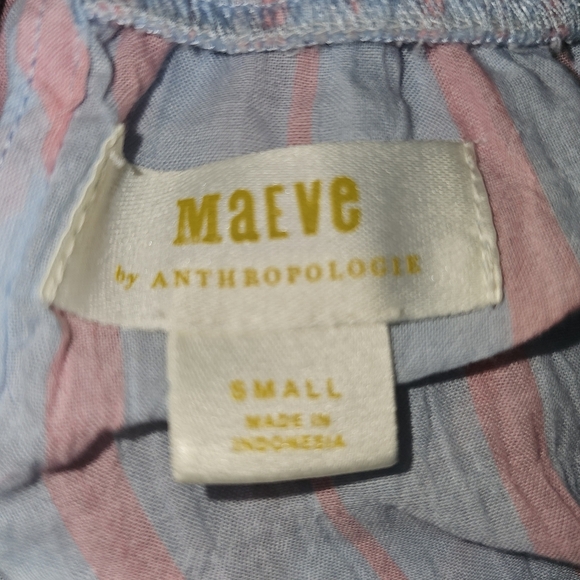 MaEve
by ANTHROPOLOGIE
SMALL
MADE IN
INDONESIA